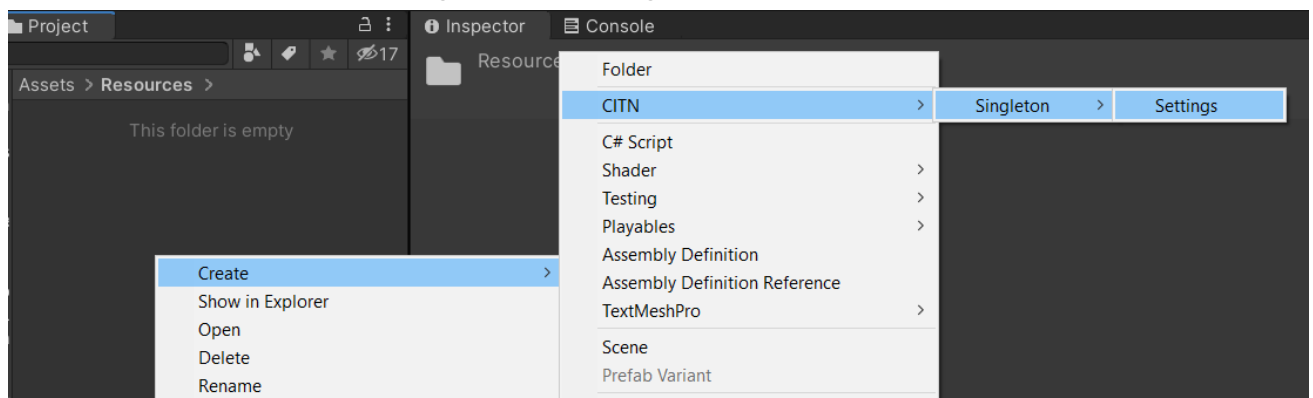 Project
Inspector
Console
17
Resource
Assets > Resources >
This folder is empty
Folder
CITN > Singleton > Settings
C# Script
Shader >
Testing >
Playables >
Assembly Definition
Assembly Definition Reference
TextMeshPro >
Scene
Prefab Variant
Create >
Show in Explorer
Open
Delete
Rename